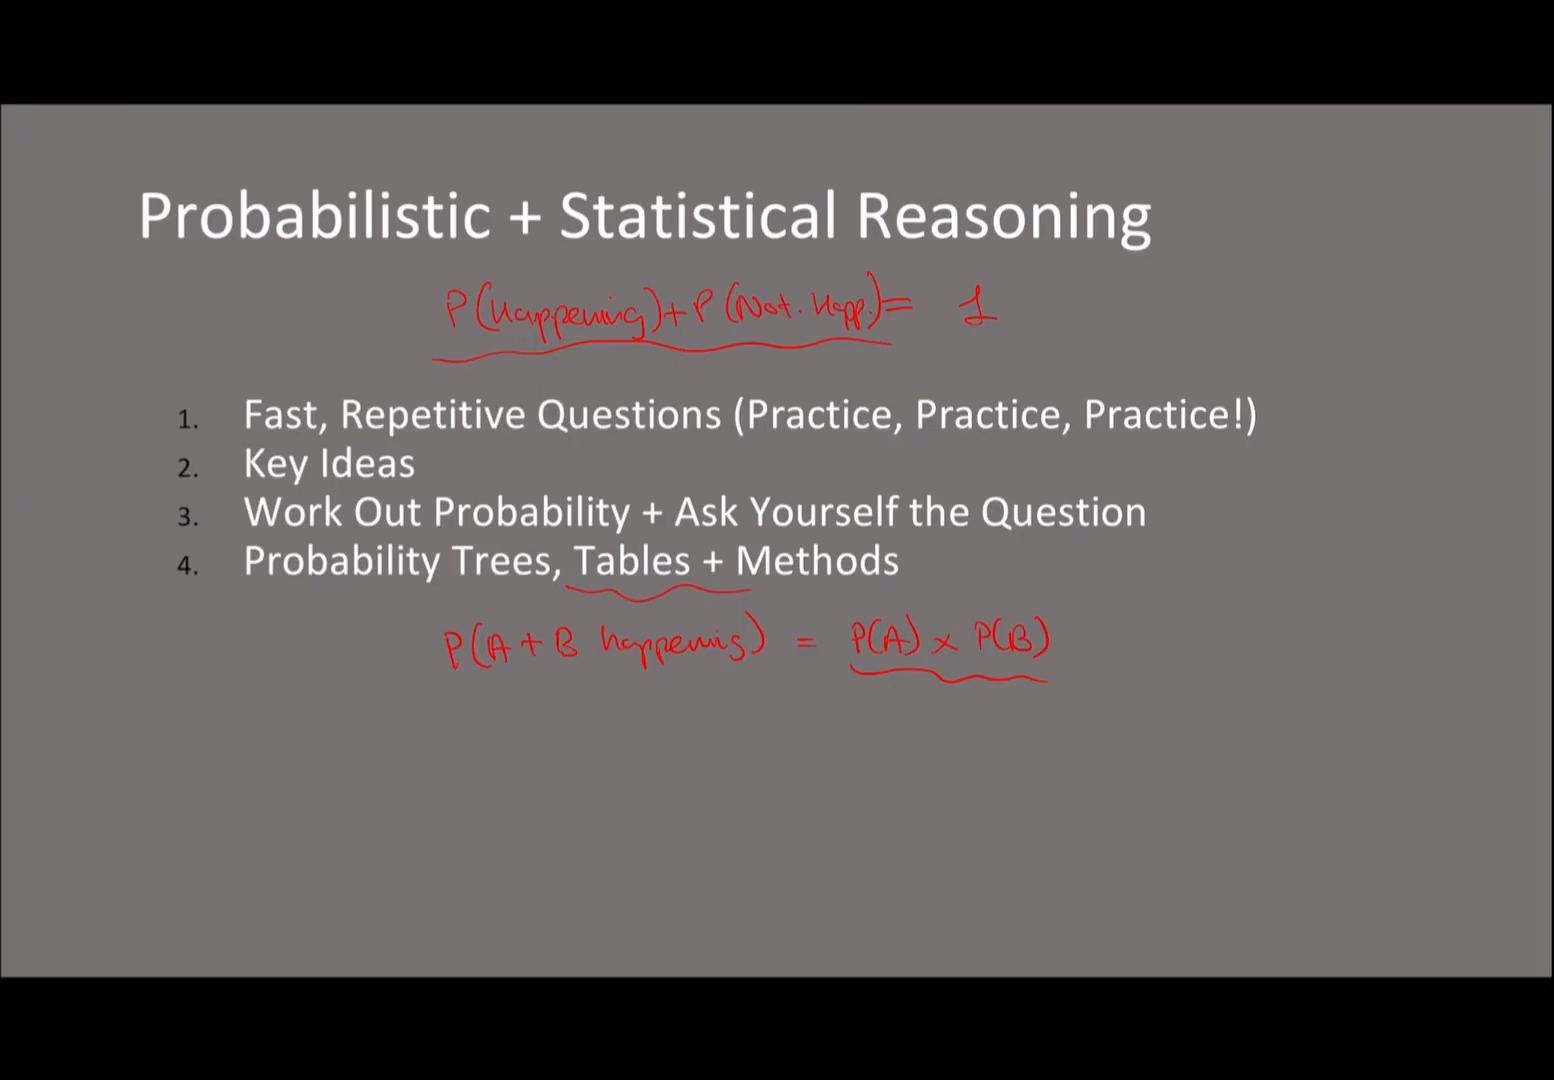 Probabilistic + Statistical Reasoning
P(Happening)+P(Not. Happ.)= 1
1. Fast, Repetitive Questions (Practice, Practice, Practice!)
2. Key Ideas
3. Work Out Probability + Ask Yourself the Question
4. Probability Trees, Tables + Methods
P(A + B happening) = P(A) x P(B)